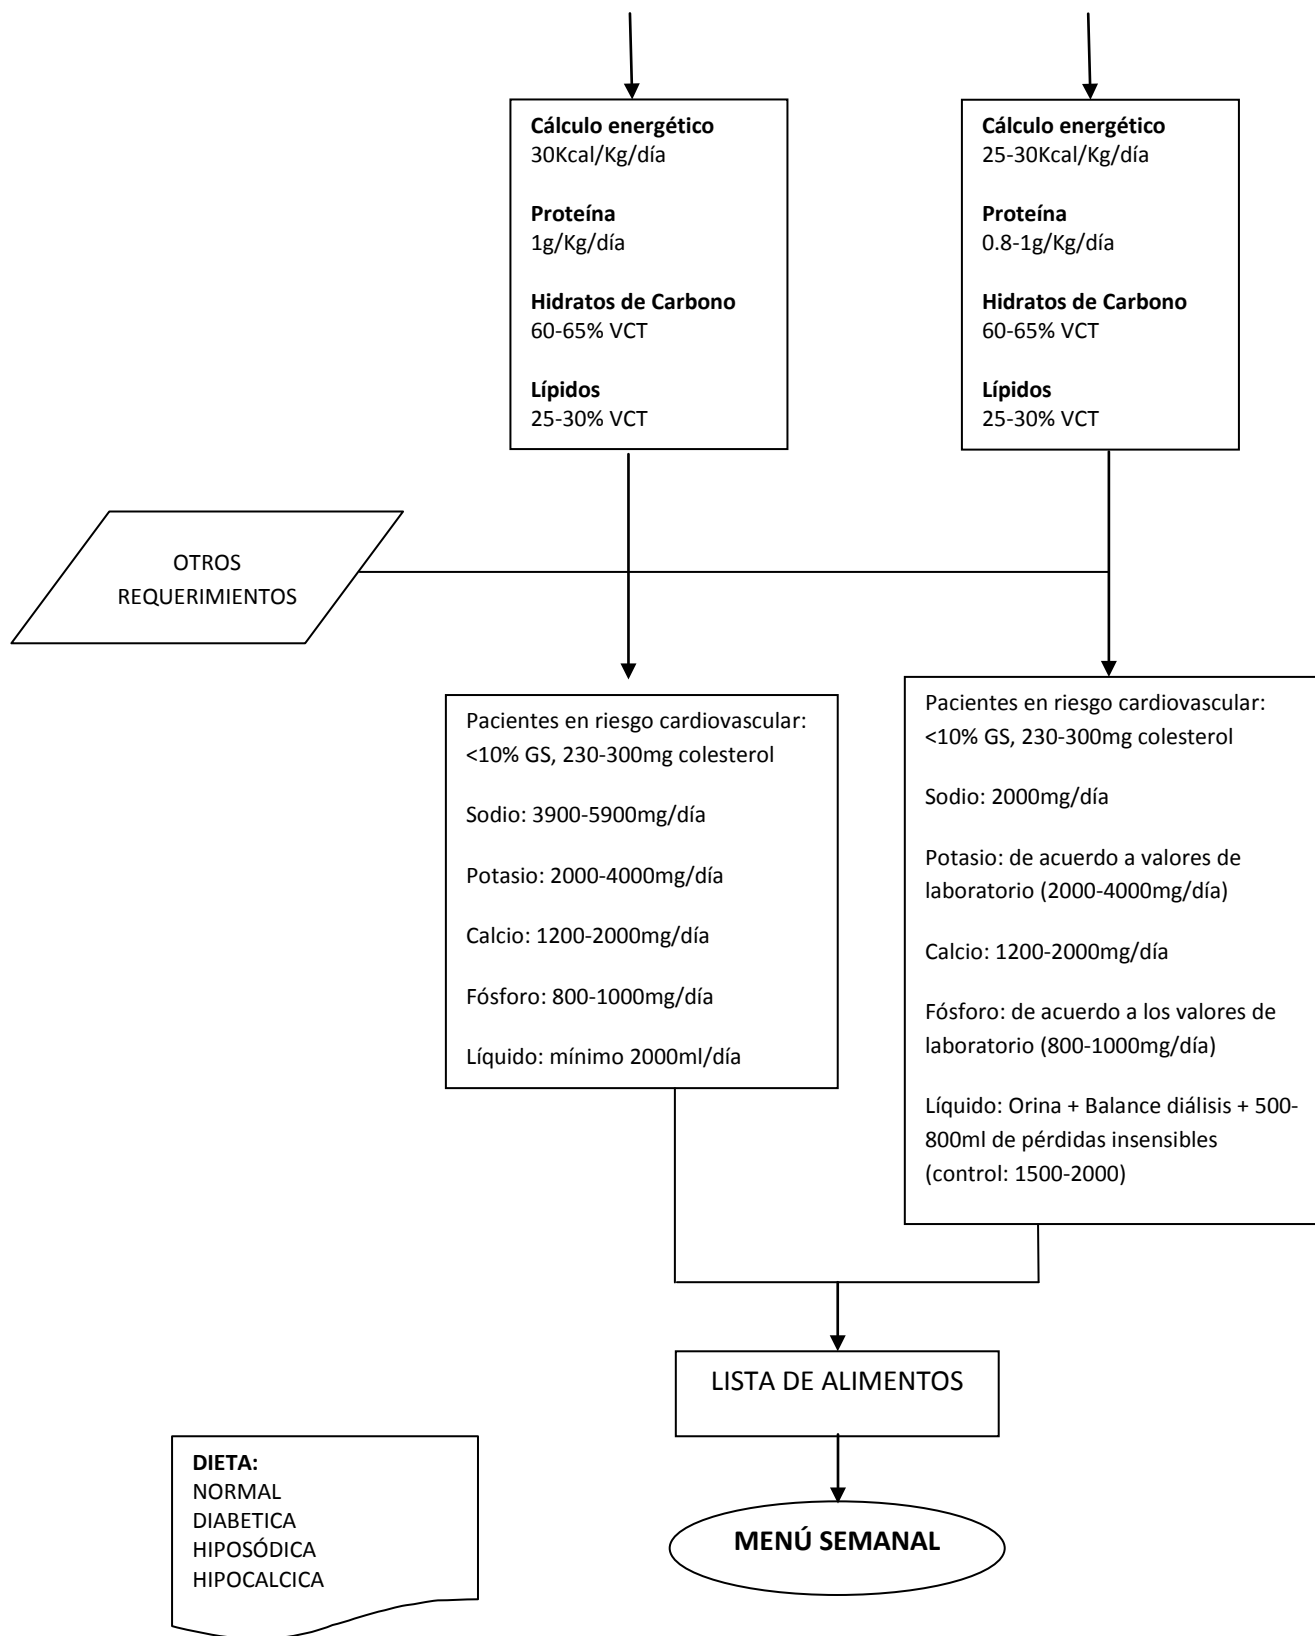 Cálculo energético
30Kcal/Kg/día
Proteína
1g/Kg/día
Hidratos de Carbono
60-65% VCT
Lípidos
25-30% VCT
Cálculo energético
25-30Kcal/Kg/día
Proteína
0.8-1g/Kg/día
Hidratos de Carbono
60-65% VCT
Lípidos
25-30% VCT
OTROS
REQUERIMIENTOS
Pacientes en riesgo cardiovascular:
<10% GS, 230-300mg colesterol
Sodio: 3900-5900mg/día
Potasio: 2000-4000mg/día
Calcio: 1200-2000mg/día
Fósforo: 800-1000mg/día
Líquido: mínimo 2000ml/día
Pacientes en riesgo cardiovascular:
<10% GS, 230-300mg colesterol
Sodio: 2000mg/día
Potasio: de acuerdo a valores de
laboratorio (2000-4000mg/día)
Calcio: 1200-2000mg/día
Fósforo: de acuerdo a los valores de
laboratorio (800-1000mg/día)
Líquido: Orina + Balance diálisis + 500-
800ml de pérdidas insensibles
(control: 1500-2000)
LISTA DE ALIMENTOS
DIETA:
NORMAL
DIABETICA
HIPOSÓDICA
HIPOCALCICA
MENÚ SEMANAL